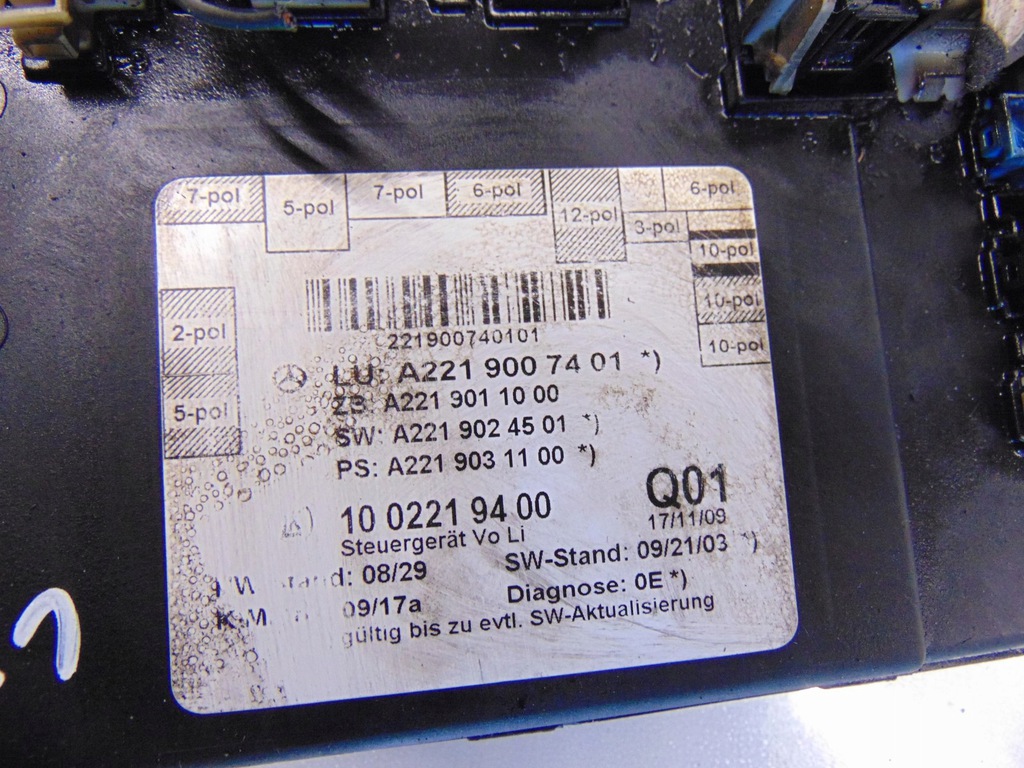 7-pol 5-pol 7-pol 6-pol 12-pol 3-pol 6-pol
10-pol
10-pol
10-pol
2-pol
5-pol
221900740101
LU: A221 900 74 01 *)
ZB: A221 901 10 00
SW: A221 902 45 01 *)
PS: A221 903 11 00 *)
10 0221 94 00 Q01
17/11/09
Steuergerät Vo Li
08/29 SW-Stand: 09/21/03 *)
09/17a Diagnose: 0E *)
gültig bis zu evtl. SW-Aktualisierung